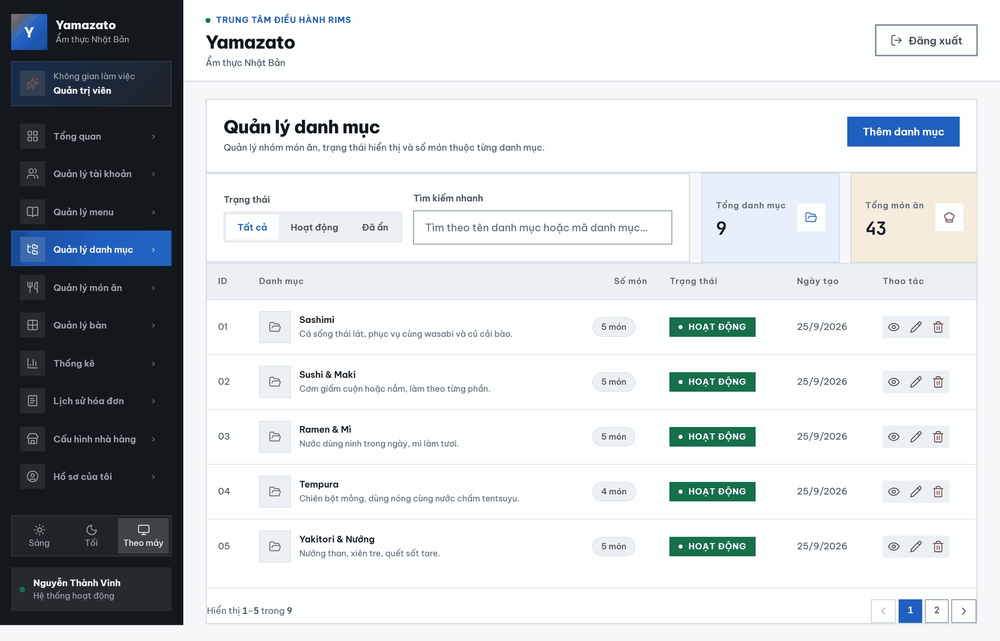 Y
Yamazato
Ẩm thực Nhật Bản
Không gian làm việc
Quản trị viên
Tổng quan
Quản lý tài khoản
Quản lý menu
Quản lý danh mục
Quản lý món ăn
Quản lý bàn
Thống kê
Lịch sử hóa đơn
Cấu hình nhà hàng
Hồ sơ của tôi
Sáng
Tối
Theo máy
Nguyễn Thành Vinh
Hệ thống hoạt động
TRUNG TÂM ĐIỀU HÀNH RIMS
Yamazato
Ẩm thực Nhật Bản
Đăng xuất
Quản lý danh mục
Quản lý nhóm món ăn, trạng thái hiển thị và số món thuộc từng danh mục.
Thêm danh mục
Trạng thái
Tất cả Hoạt động Đã ẩn
Tìm kiếm nhanh
Tìm theo tên danh mục hoặc mã danh mục...
Tổng danh mục
9
Tổng món ăn
43
ID Danh mục Số món Trạng thái Ngày tạo Thao tác
01 Sashimi 5 món HOẠT ĐỘNG 25/9/2026
Cá sống thái lát, phục vụ cùng wasabi và củ cải bào.
02 Sushi & Maki 5 món HOẠT ĐỘNG 25/9/2026
Cơm giấm cuộn hoặc nắm, làm theo từng phần.
03 Ramen & Mì 5 món HOẠT ĐỘNG 25/9/2026
Nước dùng ninh trong ngày, mì làm tươi.
04 Tempura 4 món HOẠT ĐỘNG 25/9/2026
Chiên bột mỏng, dùng nóng cùng nước chấm tentsuyu.
05 Yakitori & Nướng 5 món HOẠT ĐỘNG 25/9/2026
Nướng than, xiên tre, quết sốt tare.
Hiển thị 1–5 trong 9
1 2